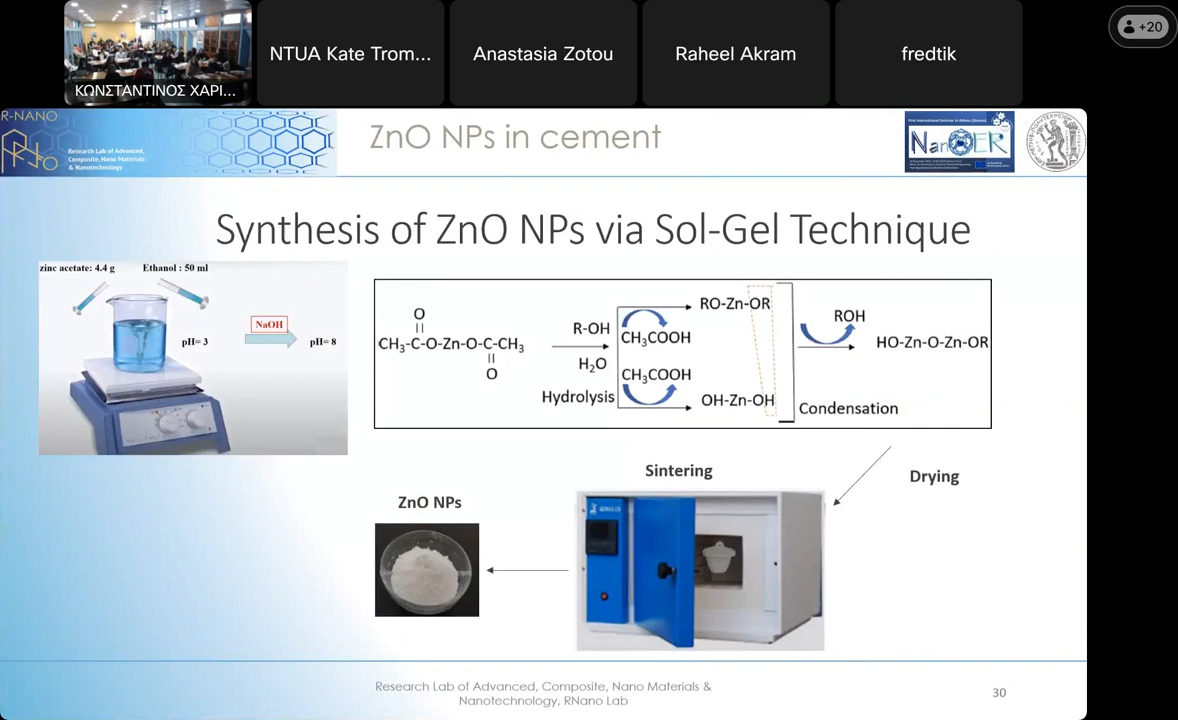 +20
NTUA Kate Trom...
Anastasia Zotou
Raheel Akram
fredtik
ΚΩΝΣΤΑΝΤΙΝΟΣ ΧΑΡΙ...
R-NANO
Research Lab of Advanced,
Composite, Nano Materials
& Nanotechnology
ZnO NPs in cement
Synthesis of ZnO NPs via Sol-Gel Technique
zinc acetate: 4.4 g
Ethanol : 50 ml
NaOH
pH= 3
pH= 8
O
CH3-C-O-Zn-O-C-CH3
O
R-OH
H2O
Hydrolysis
RO-Zn-OR
CH3COOH
CH3COOH
OH-Zn-OH
ROH
Condensation
HO-Zn-O-Zn-OR
Drying
Sintering
ZnO NPs
Research Lab of Advanced, Composite, Nano Materials &
Nanotechnology, RNano Lab
30